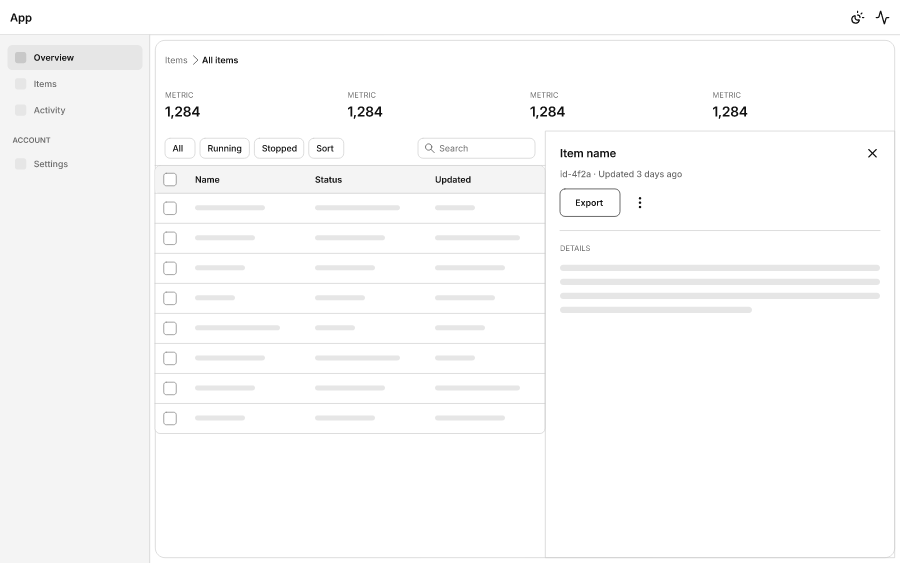 App
Overview
Items
Activity
ACCOUNT
Settings
Items All items
METRIC METRIC METRIC METRIC
1,284 1,284 1,284 1,284
All Running Stopped Sort Search
Name Status Updated
Item name
id-4f2a · Updated 3 days ago
Export
DETAILS